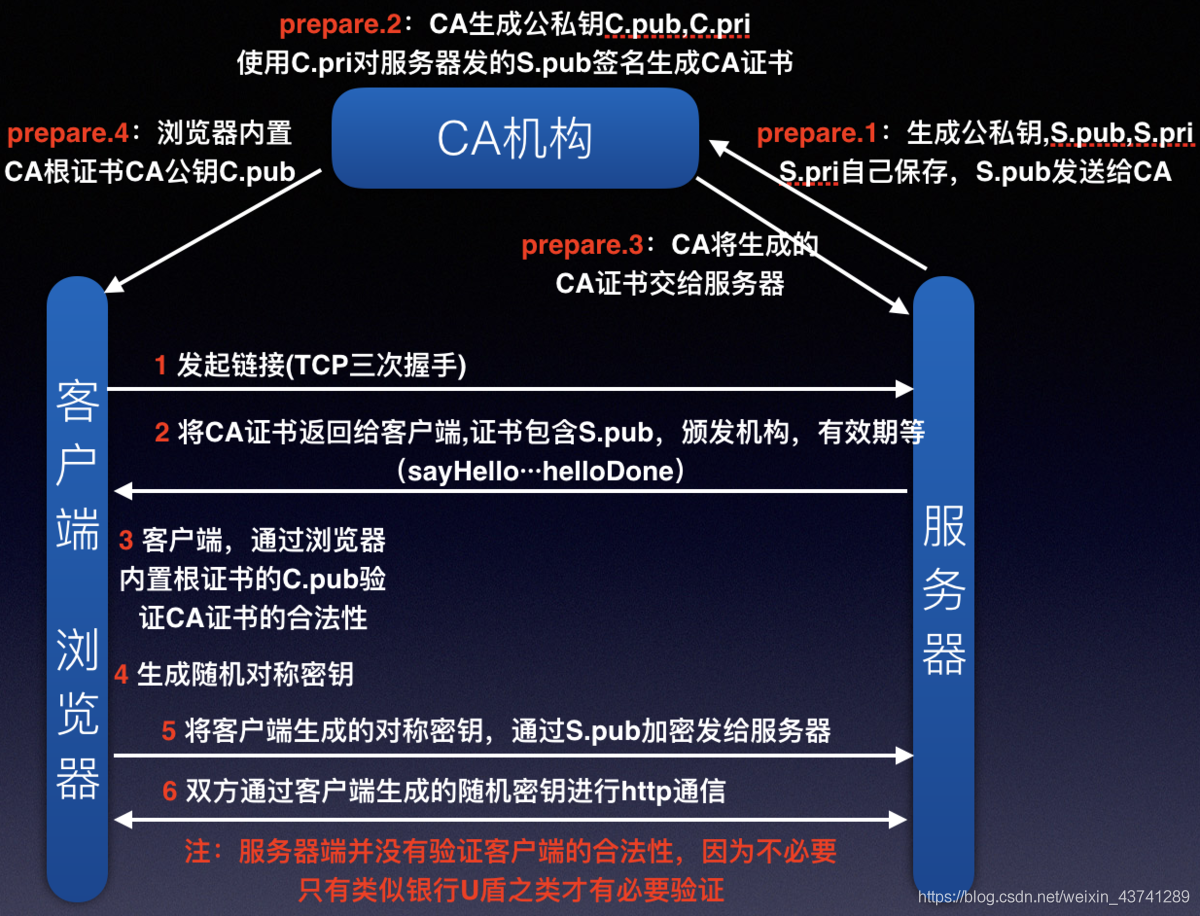 prepare.2：CA生成公私钥C.pub,C.pri
使用C.pri对服务器发的S.pub签名生成CA证书
prepare.4：浏览器内置
CA根证书CA公钥C.pub
CA机构
prepare.1：生成公私钥,S.pub,S.pri
S.pri自己保存，S.pub发送给CA
prepare.3：CA将生成的
CA证书交给服务器
客户端 浏览器
服务器
1 发起链接(TCP三次握手)
2 将CA证书返回给客户端,证书包含S.pub，颁发机构，有效期等
（sayHello…helloDone）
3 客户端，通过浏览器
内置根证书的C.pub验
证CA证书的合法性
4 生成随机对称密钥
5 将客户端生成的对称密钥，通过S.pub加密发给服务器
6 双方通过客户端生成的随机密钥进行http通信
注：服务器端并没有验证客户端的合法性，因为不必要
只有类似银行U盾之类才有必要验证
https://blog.csdn.net/weixin_43741289